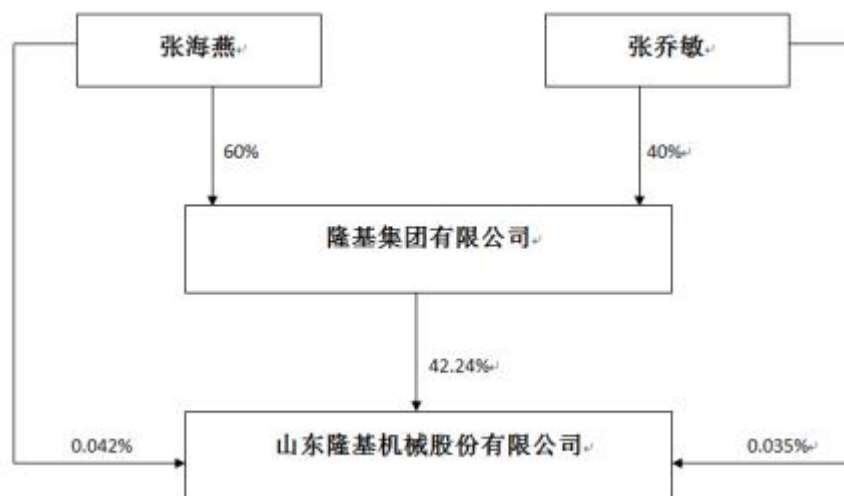 张海燕
张乔敏
60%
40%
隆基集团有限公司
42.24%
0.042%
山东隆基机械股份有限公司
0.035%